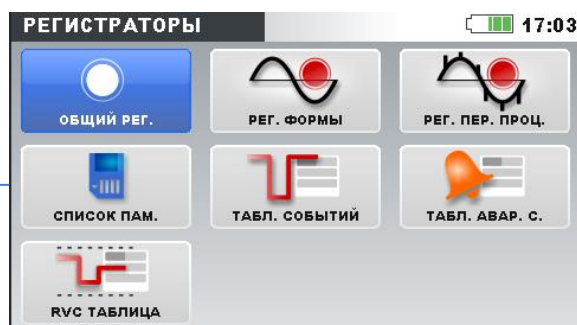 РЕГИСТРАТОРЫ 17:03
ОБЩИЙ РЕГ. РЕГ. ФОРМЫ РЕГ. ПЕР. ПРОЦ.
СПИСОК ПАМ. ТАБЛ. СОБЫТИЙ ТАБЛ. АВАР. С.
RVC ТАБЛИЦА